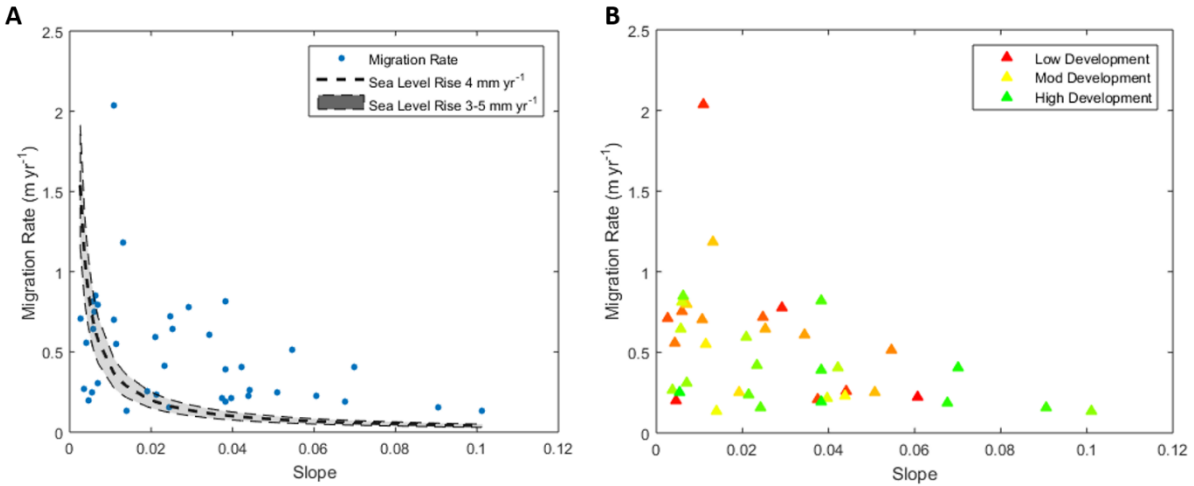 A
2.5
2
1.5
1
0.5
0
0
0.02
0.04
0.06
0.08
0.1
0.12
Migration Rate (m yr⁻¹)
Slope
Migration Rate
Sea Level Rise 4 mm yr⁻¹
Sea Level Rise 3-5 mm yr⁻¹
B
2.5
2
1.5
1
0.5
0
0
0.02
0.04
0.06
0.08
0.1
0.12
Migration Rate (m yr⁻¹)
Slope
Low Development
Mod Development
High Development